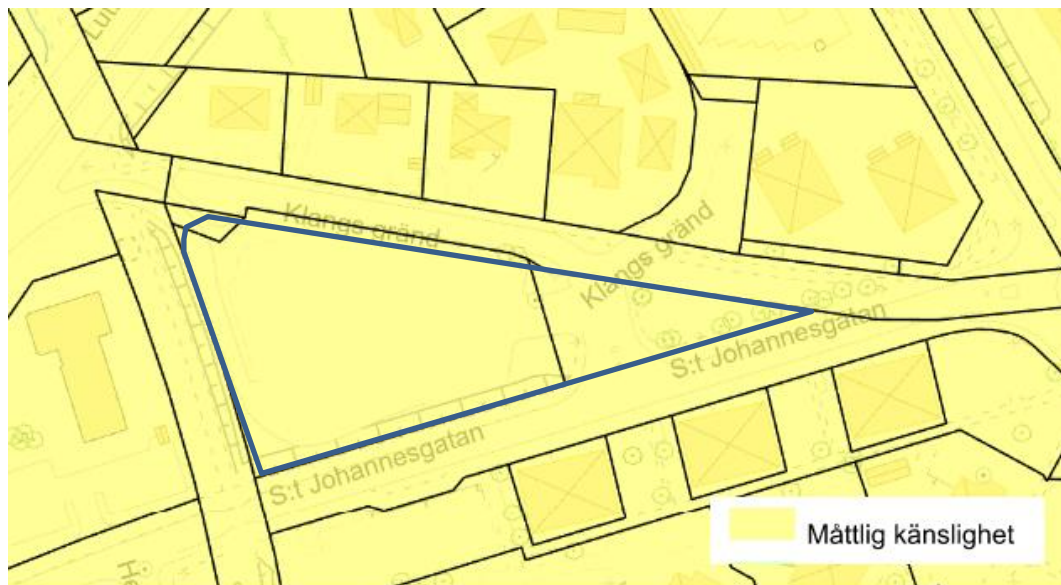 Klangs gränd
Klangs gränd
S:t Johannesgatan
S:t Johannesgatan
Måttlig känslighet